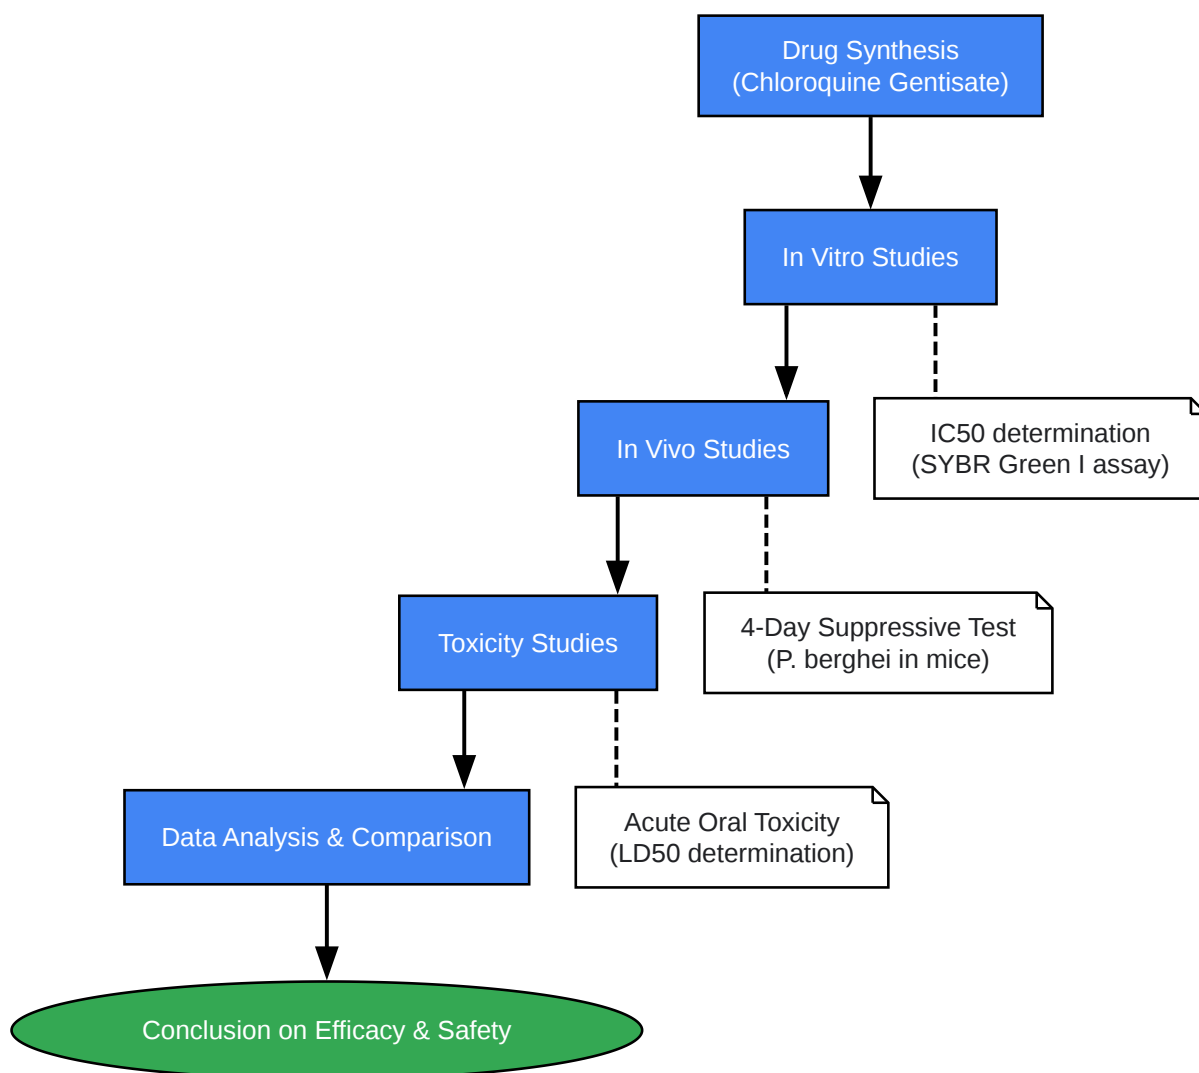 Drug Synthesis
(Chloroquine Gentisate)
In Vitro Studies
IC50 determination
(SYBR Green I assay)
In Vivo Studies
4-Day Suppressive Test
(P. berghei in mice)
Toxicity Studies
Acute Oral Toxicity
(LD50 determination)
Data Analysis & Comparison
Conclusion on Efficacy & Safety